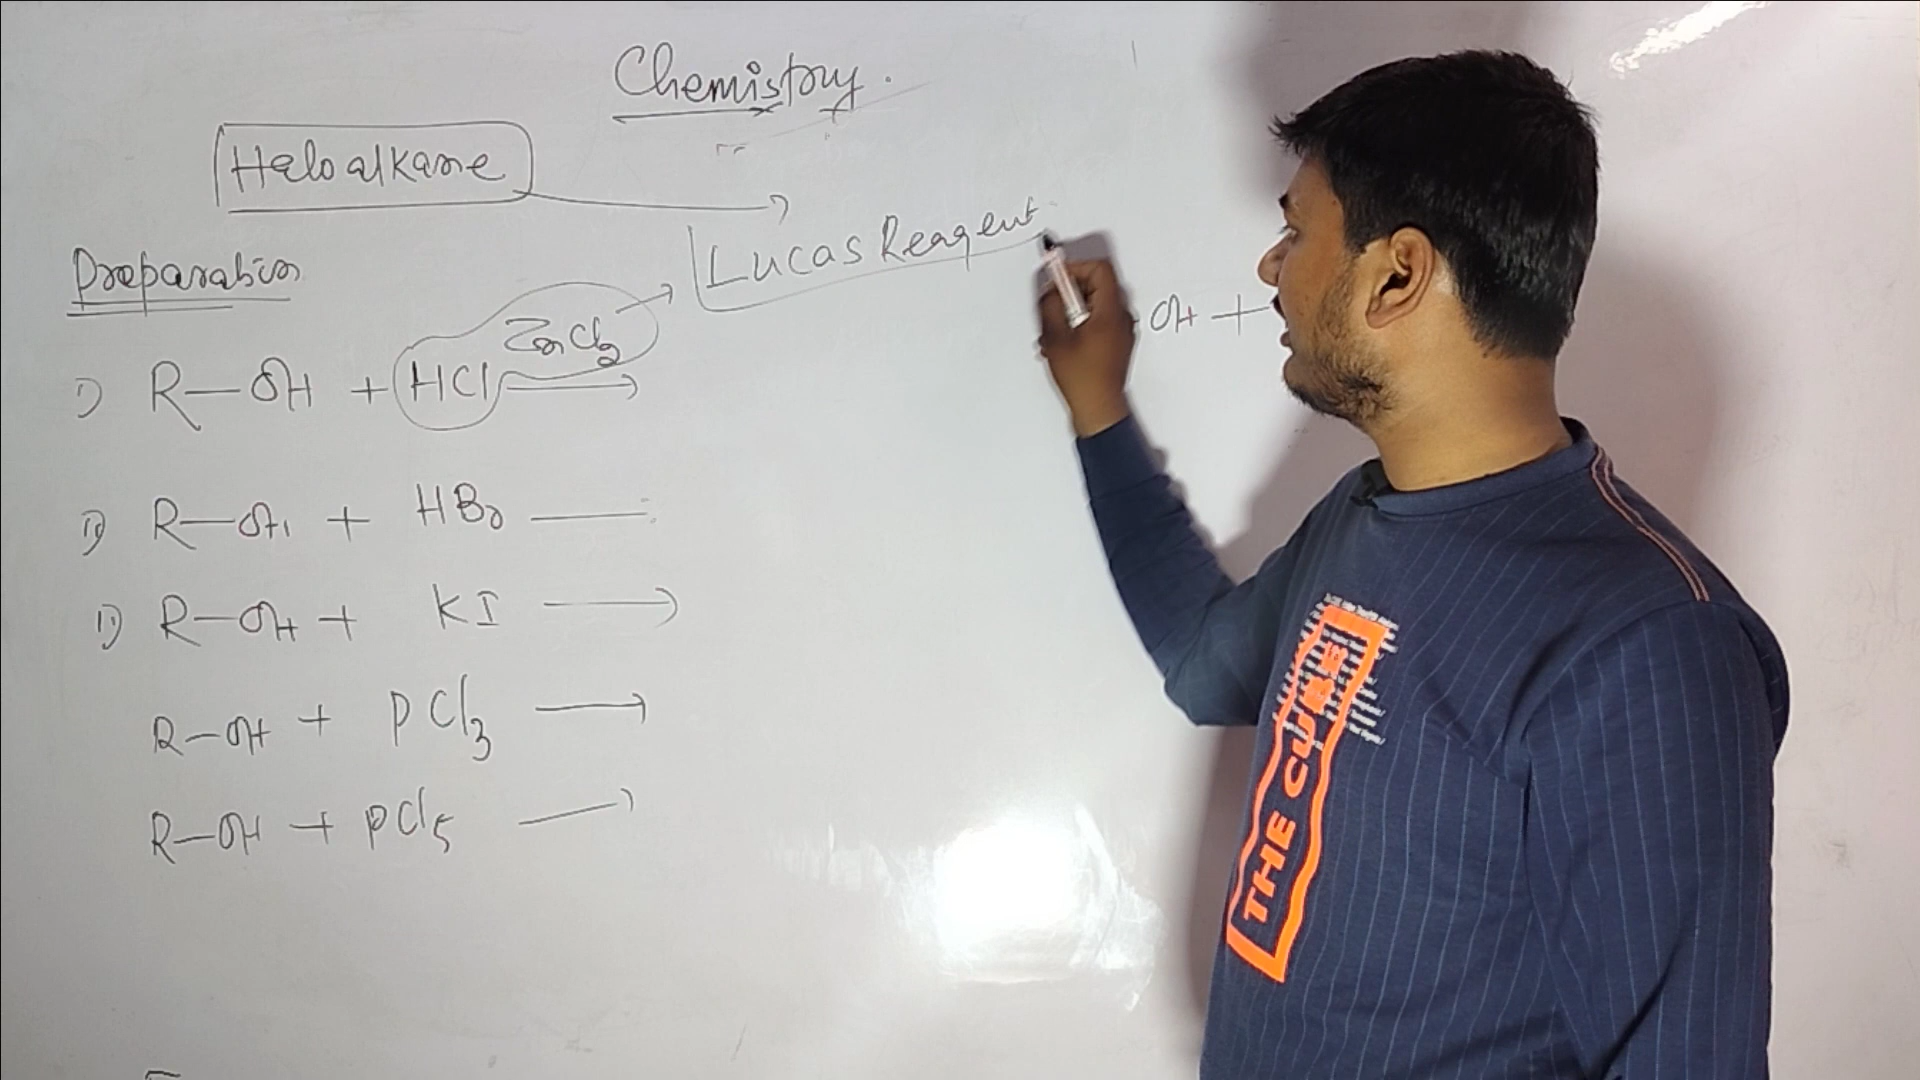 Chemistry.
Haloalkane
Preparation
Lucas Reagent
i) R—OH + HCl ZnCl2
OH +
ii) R—OH + HBr
R—OH + KI
R—OH + PCl3
R—OH + PCl5
THE CUBE